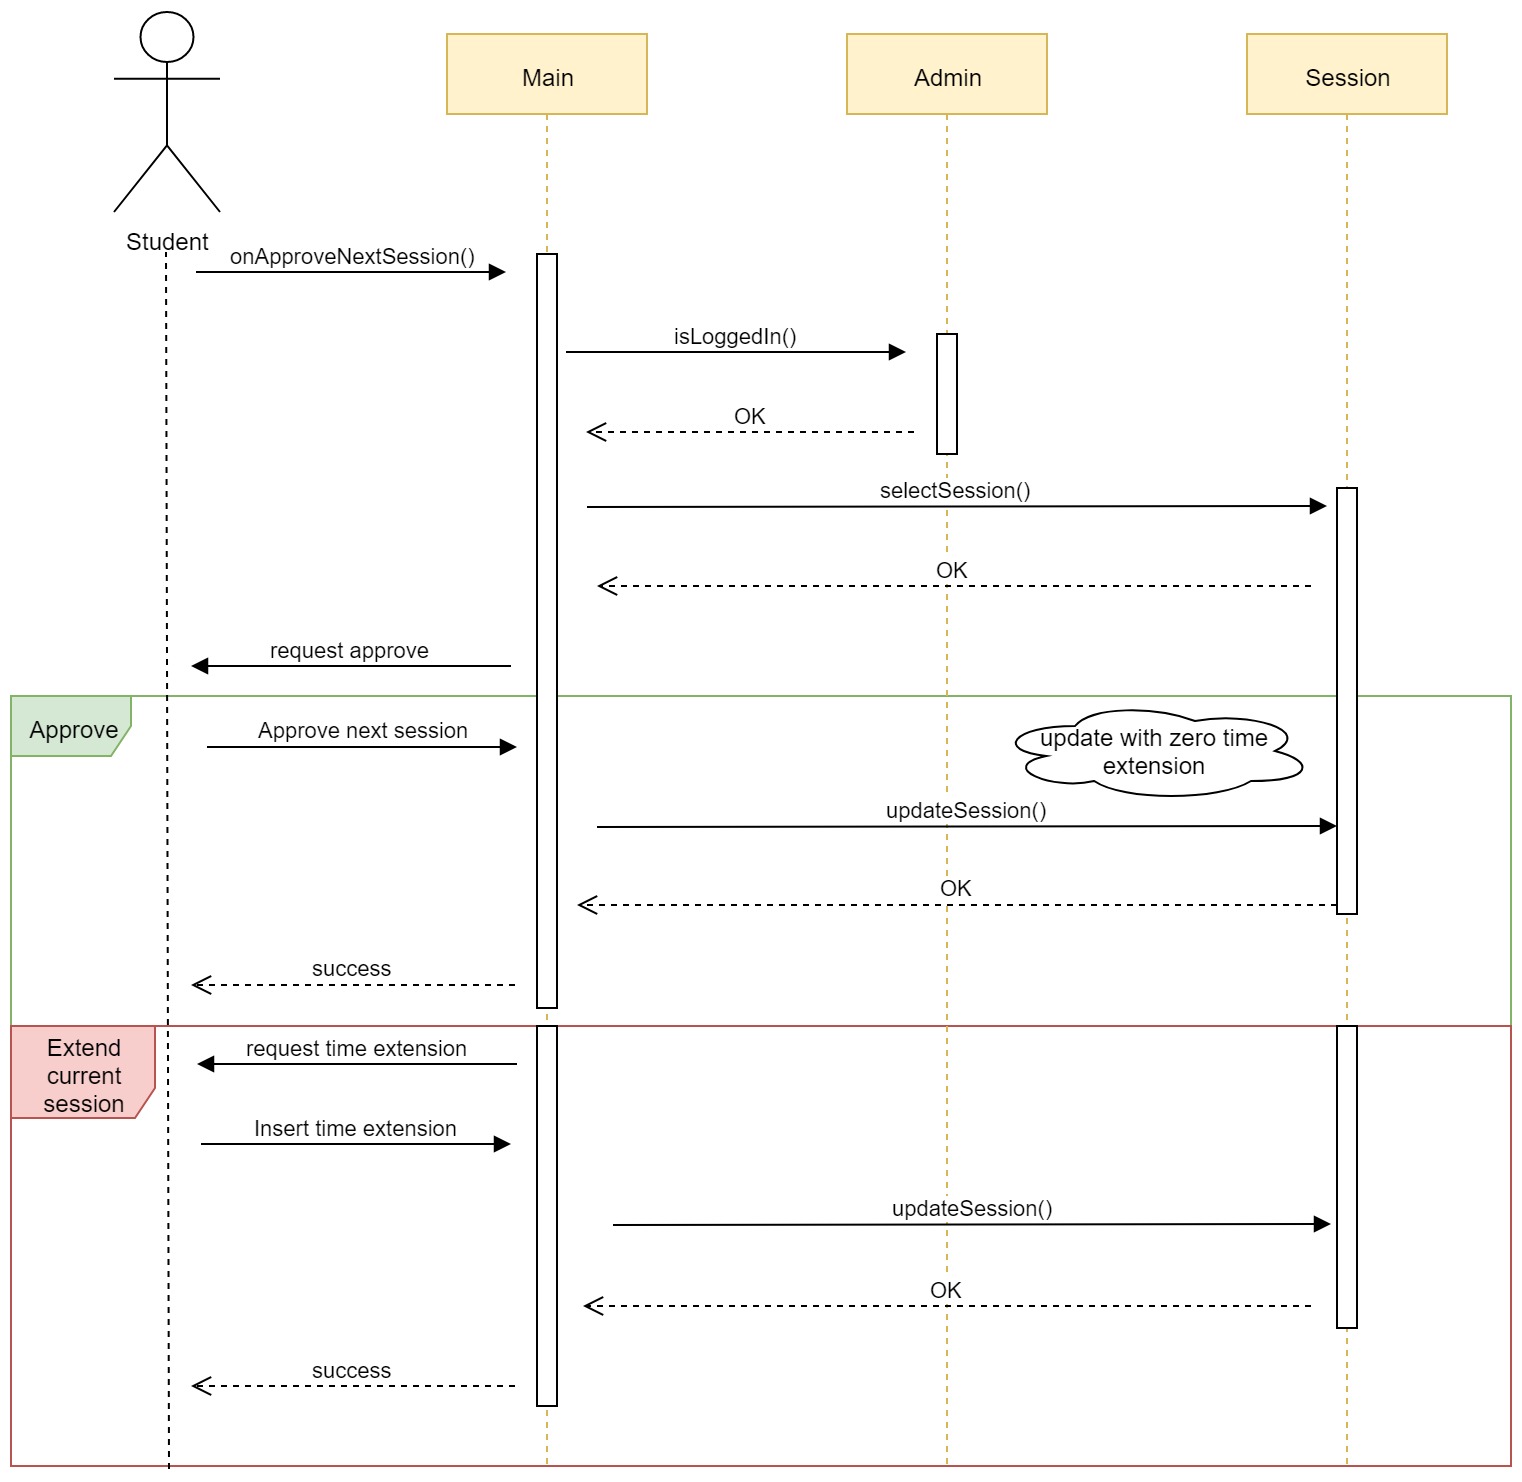 Main
Admin
Session
Student
onApproveNextSession()
isLoggedIn()
OK
selectSession()
OK
request approve
Approve
Approve next session
update with zero time
extension
updateSession()
OK
success
Extend
current
session
request time extension
Insert time extension
updateSession()
OK
success